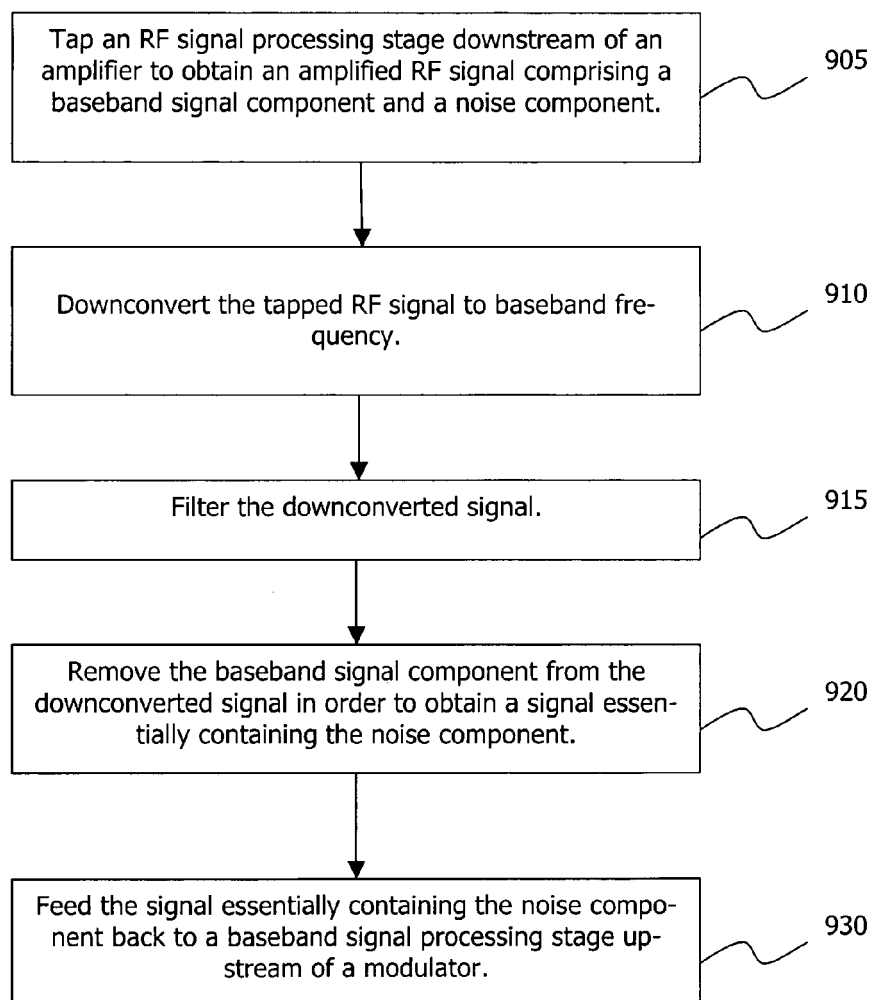 Tap an RF signal processing stage downstream of an
amplifier to obtain an amplified RF signal comprising a
baseband signal component and a noise component.
905
Downconvert the tapped RF signal to baseband fre-
quency.
910
Filter the downconverted signal.
915
Remove the baseband signal component from the
downconverted signal in order to obtain a signal essen-
tially containing the noise component.
920
Feed the signal essentially containing the noise compo-
nent back to a baseband signal processing stage up-
stream of a modulator.
930